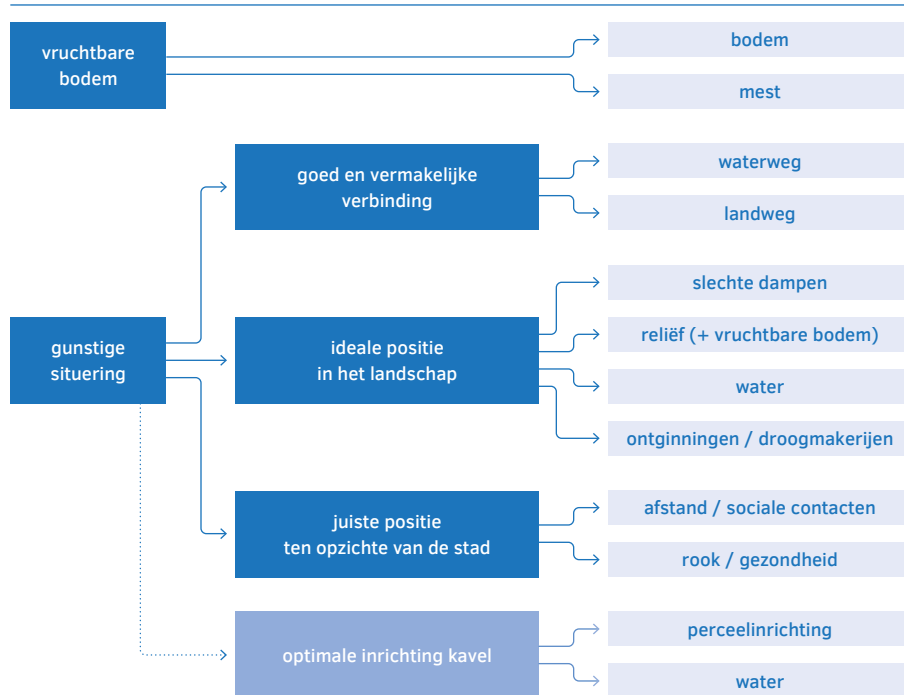 vruchtbare
bodem
bodem
mest
goed en vermakelijke
verbinding
waterweg
landweg
gunstige
situering
ideale positie
in het landschap
slechte dampen
reliëf (+ vruchtbare bodem)
water
ontginningen / droogmakerijen
juiste positie
ten opzichte van de stad
afstand / sociale contacten
rook / gezondheid
optimale inrichting kavel
perceelinrichting
water